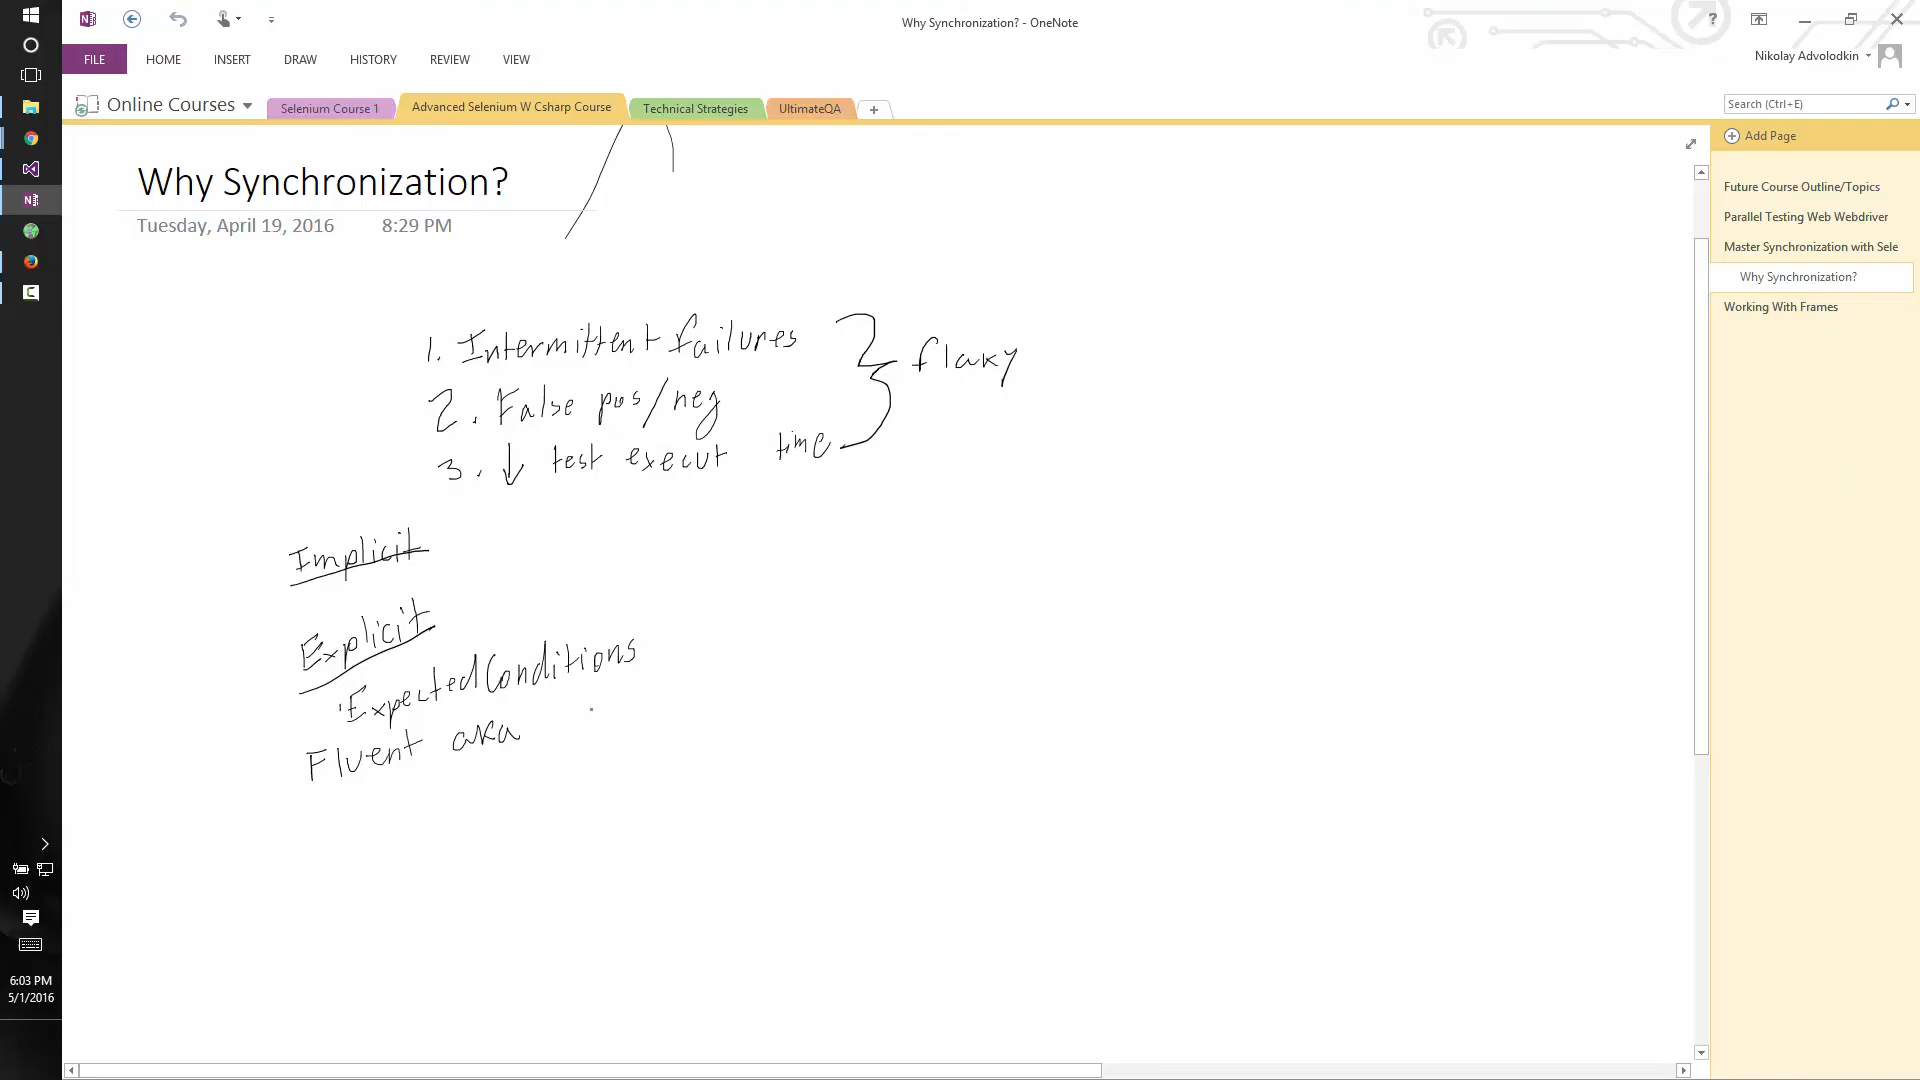 Why Synchronization? - OneNote
Nikolay Advolodkin
FILE HOME INSERT DRAW HISTORY REVIEW VIEW
Online Courses Selenium Course 1 Advanced Selenium W Csharp Course Technical Strategies UltimateQA
Search (Ctrl+E)
Add Page
Future Course Outline/Topics
Parallel Testing Web Webdriver
Master Synchronization with Sele
Why Synchronization?
Working With Frames
Why Synchronization?
Tuesday, April 19, 2016 8:29 PM
1. Intermittent failures
flaky
2. False pos/neg
3. ↓ test execut time
Implicit
Explicit
ExpectedConditions
Fluent aka
6:03 PM
5/1/2016